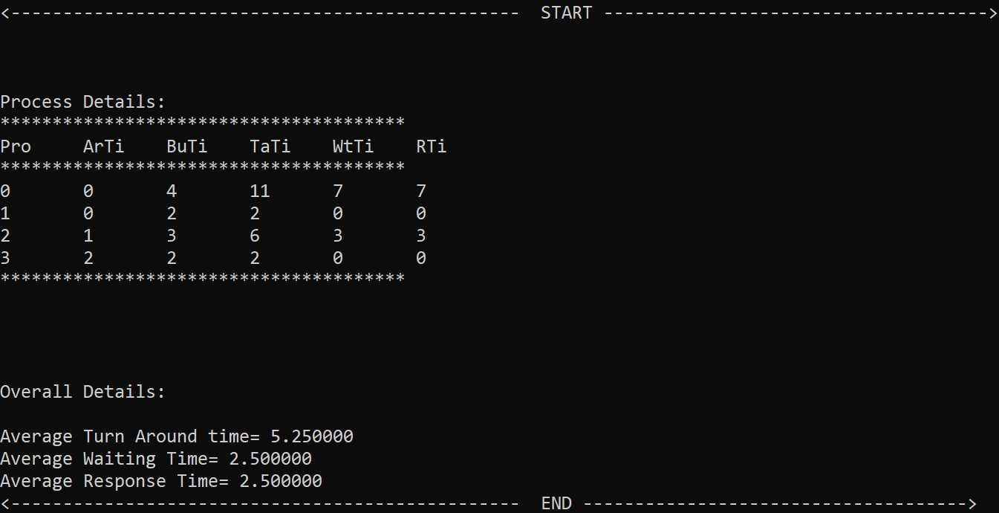 <------------------------------------------------- START ------------------------------------->
Process Details:
***************************************
Pro ArTi BuTi TaTi WtTi RTi
***************************************
0 0 4 11 7 7
1 0 2 2 0 0
2 1 3 6 3 3
3 2 2 2 0 0
***************************************
Overall Details:
Average Turn Around time= 5.250000
Average Waiting Time= 2.500000
Average Response Time= 2.500000
<------------------------------------------------- END ------------------------------------->